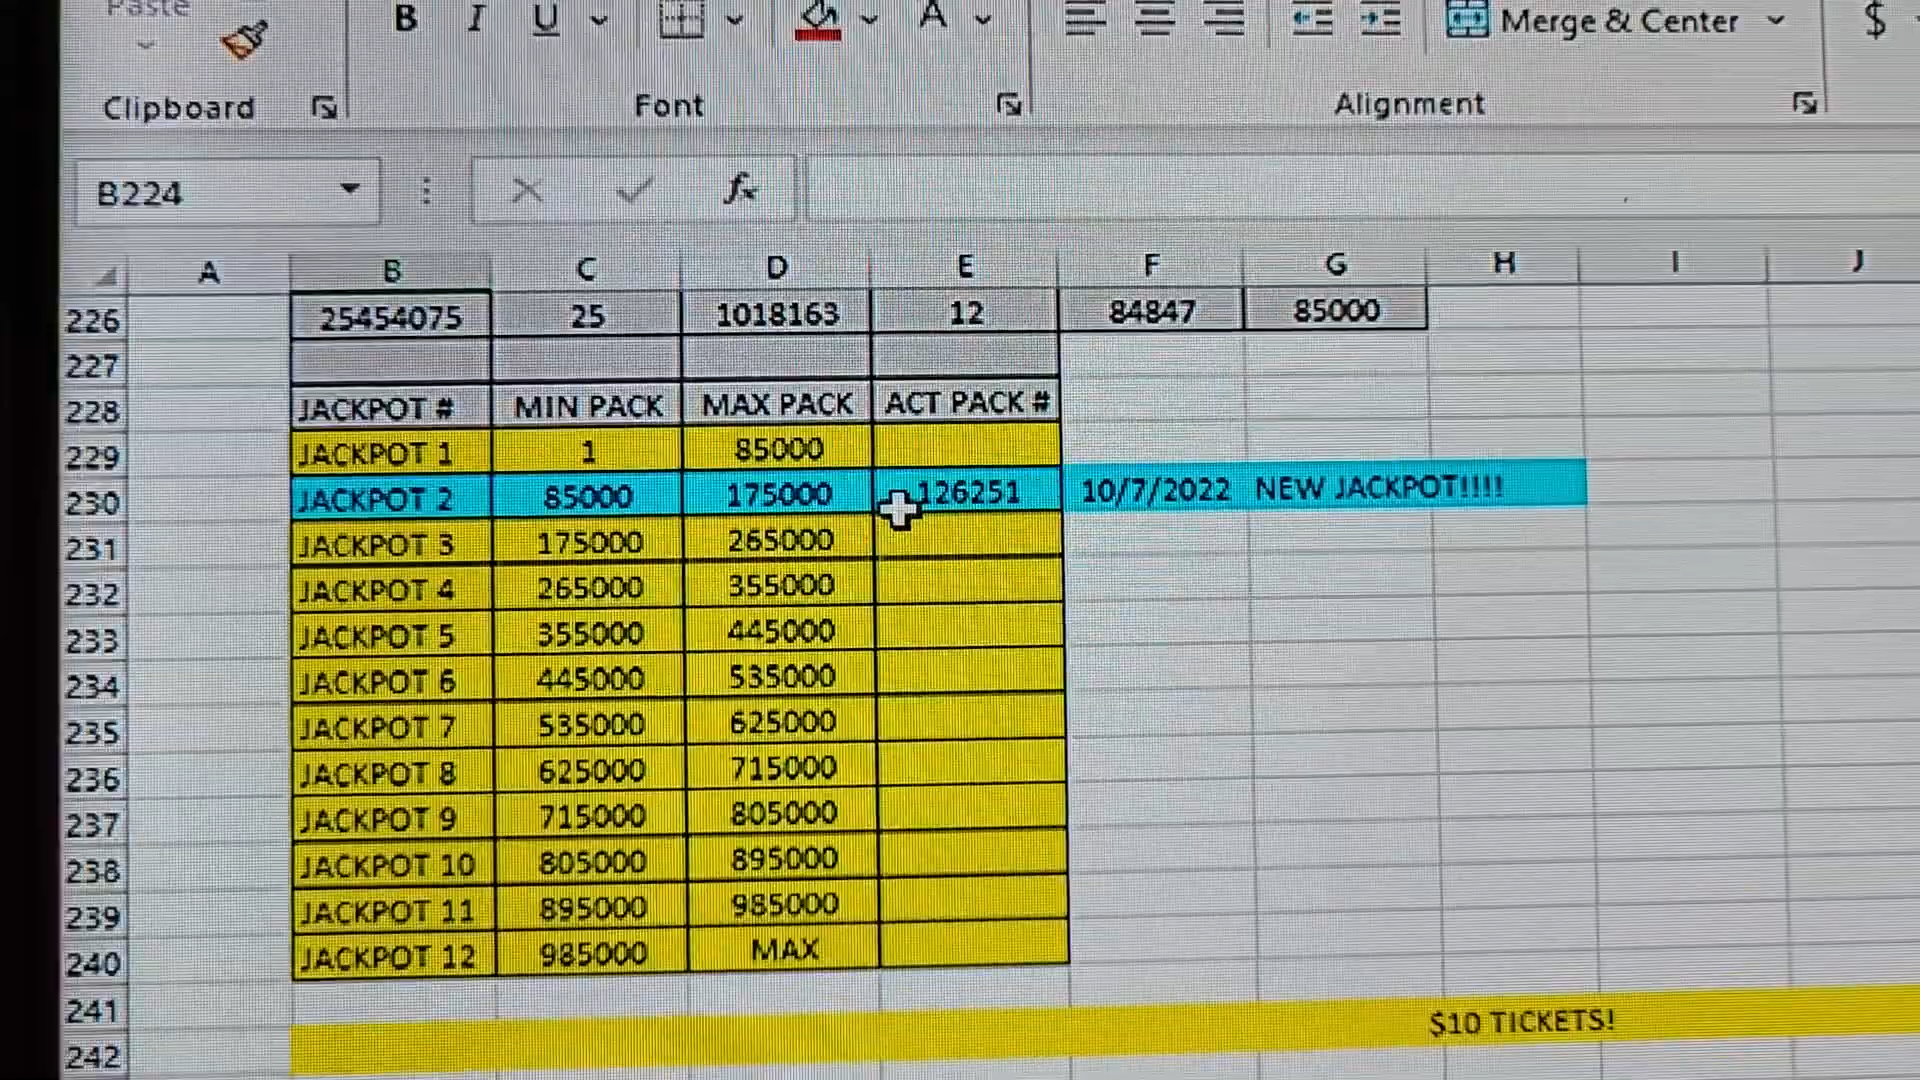 Paste
B I U A Merge & Center $
Clipboard Font Alignment
B224 fx
A B C D E F G H I J
226 25454075 25 1018163 12 84847 85000
227
228 JACKPOT # MIN PACK MAX PACK ACT PACK #
229 JACKPOT 1 1 85000
230 JACKPOT 2 85000 175000 126251 10/7/2022 NEW JACKPOT!!!!
231 JACKPOT 3 175000 265000
232 JACKPOT 4 265000 355000
233 JACKPOT 5 355000 445000
234 JACKPOT 6 445000 535000
235 JACKPOT 7 535000 625000
236 JACKPOT 8 625000 715000
237 JACKPOT 9 715000 805000
238 JACKPOT 10 805000 895000
239 JACKPOT 11 895000 985000
240 JACKPOT 12 985000 MAX
241
242 $10 TICKETS!